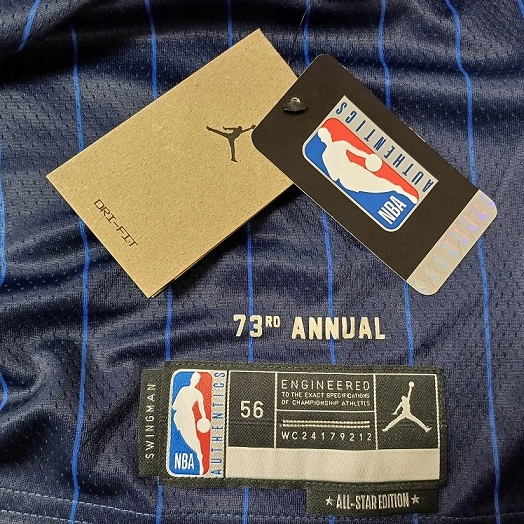 DRI-FIT
NBA
AUTHENTICS
73RD ANNUAL
SWINGMAN
NBA
AUTHENTICS
56
ENGINEERED
TO THE EXACT SPECIFICATIONS
OF CHAMPIONSHIP ATHLETES
WC24179212
★ ALL-STAR EDITION ★